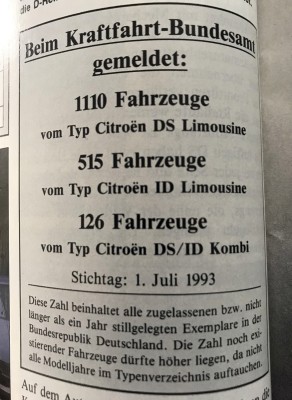 die D-
Beim Kraftfahrt-Bundesamt
gemeldet:
1110 Fahrzeuge
vom Typ Citroën DS Limousine
515 Fahrzeuge
vom Typ Citroën ID Limousine
126 Fahrzeuge
vom Typ Citroën DS/ID Kombi
Stichtag: 1. Juli 1993
Diese Zahl beinhaltet alle zugelassenen bzw. nicht
länger als ein Jahr stillgelegten Exemplare in der
Bundesrepublik Deutschland. Die Zahl noch exi-
stierender Fahrzeuge dürfte höher liegen, da nicht
alle Modelljahre im Typenverzeichnis auftauchen.
Auf dem